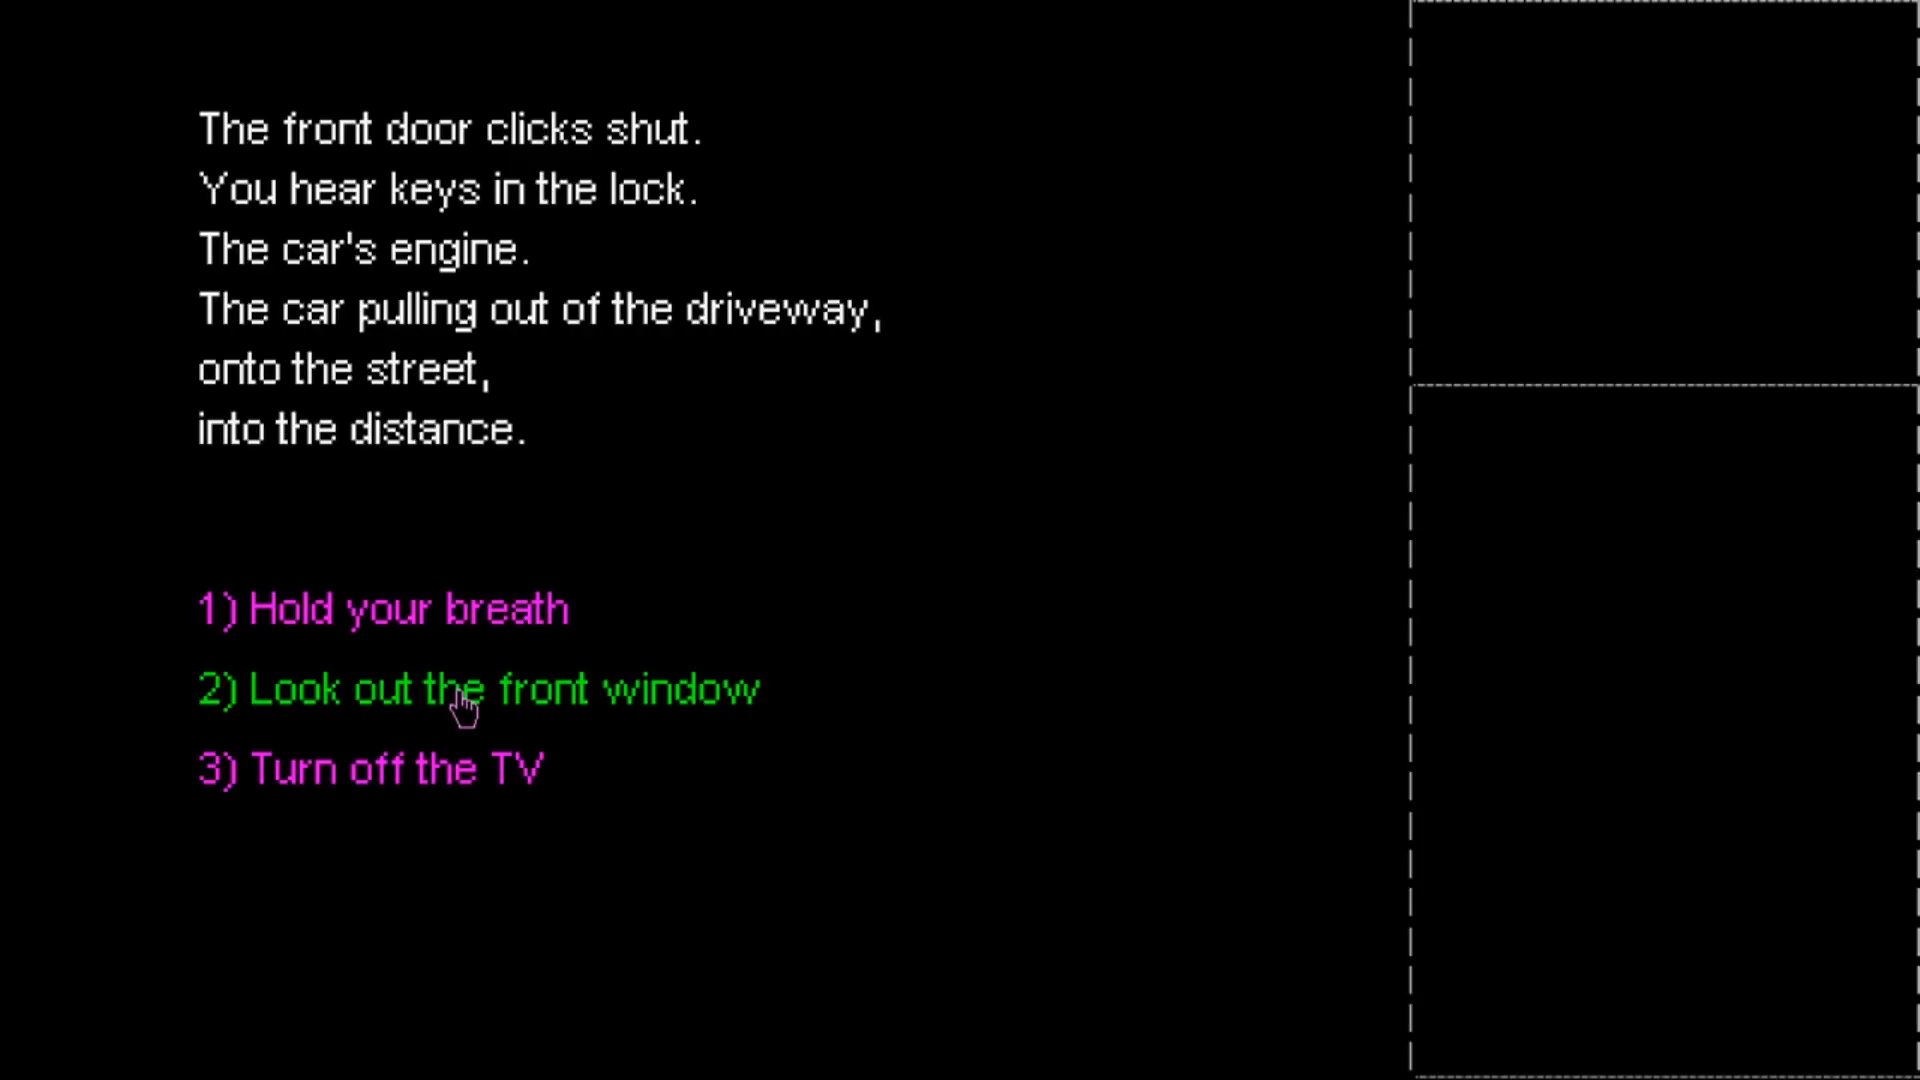 The front door clicks shut.
You hear keys in the lock.
The car's engine.
The car pulling out of the driveway,
onto the street,
into the distance.
1) Hold your breath
2) Look out the front window
3) Turn off the TV